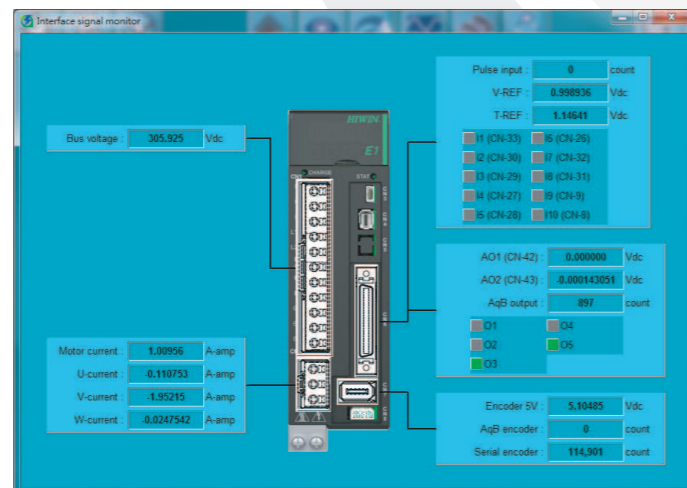 Interface signal monitor
Bus voltage : 305.925 Vdc
HIWIN
E1
CHARGE
STAT
Pulse input : 0 count
V-REF : 0.998936 Vdc
T-REF : 1.14641 Vdc
I1 (CN-33) I6 (CN-26)
I2 (CN-30) I7 (CN-32)
I3 (CN-29) I8 (CN-31)
I4 (CN-27) I9 (CN-9)
I5 (CN-28) I10 (CN-8)
AO1 (CN-42) : 0.000000 Vdc
AO2 (CN-43) : -0.000143051 Vdc
AqB output : 897 count
O1 O4
O2 O5
O3
Motor current : 1.00956 A-amp
U-current : -0.110753 A-amp
V-current : -1.95215 A-amp
W-current : -0.0247542 A-amp
Encoder 5V : 5.10485 Vdc
AqB encoder : 0 count
Serial encoder : 114,901 count